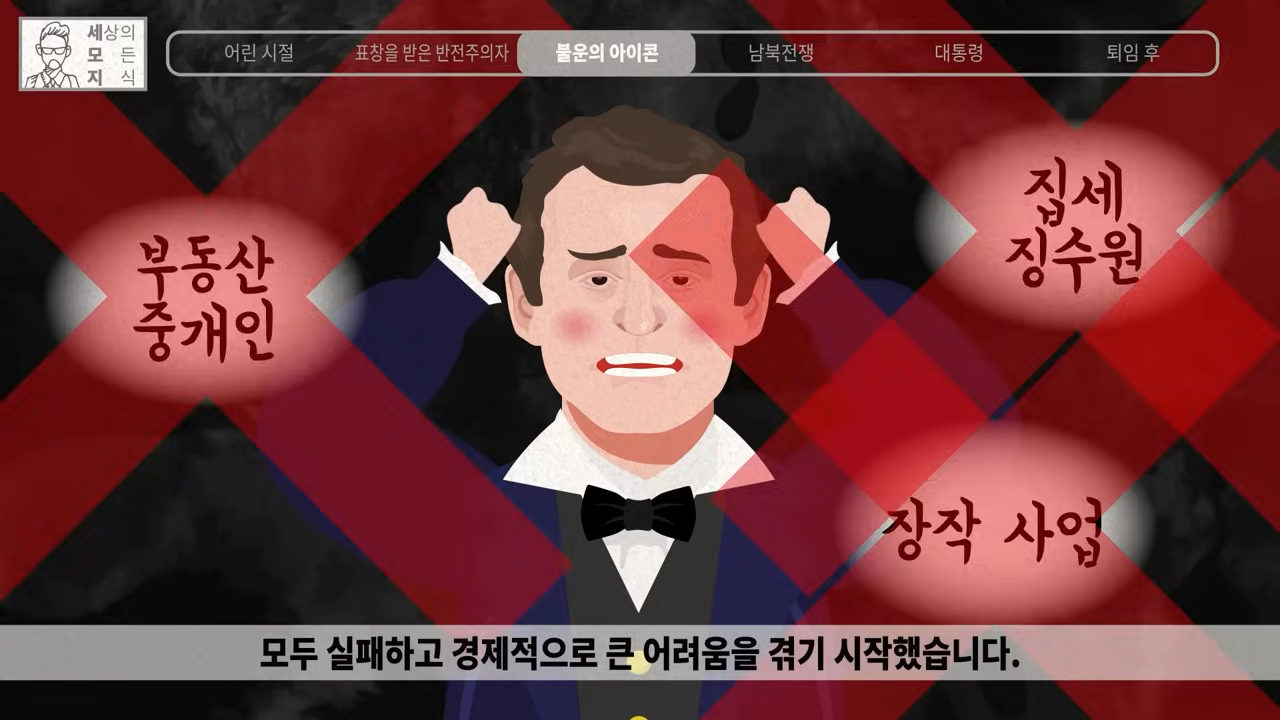 세상의
모든
지식
어린 시절
표창을 받은 반전주의자
불운의 아이콘
남북전쟁
대통령
퇴임 후
부동산
중개인
집세
징수원
장작 사업
모두 실패하고 경제적으로 큰 어려움을 겪기 시작했습니다.